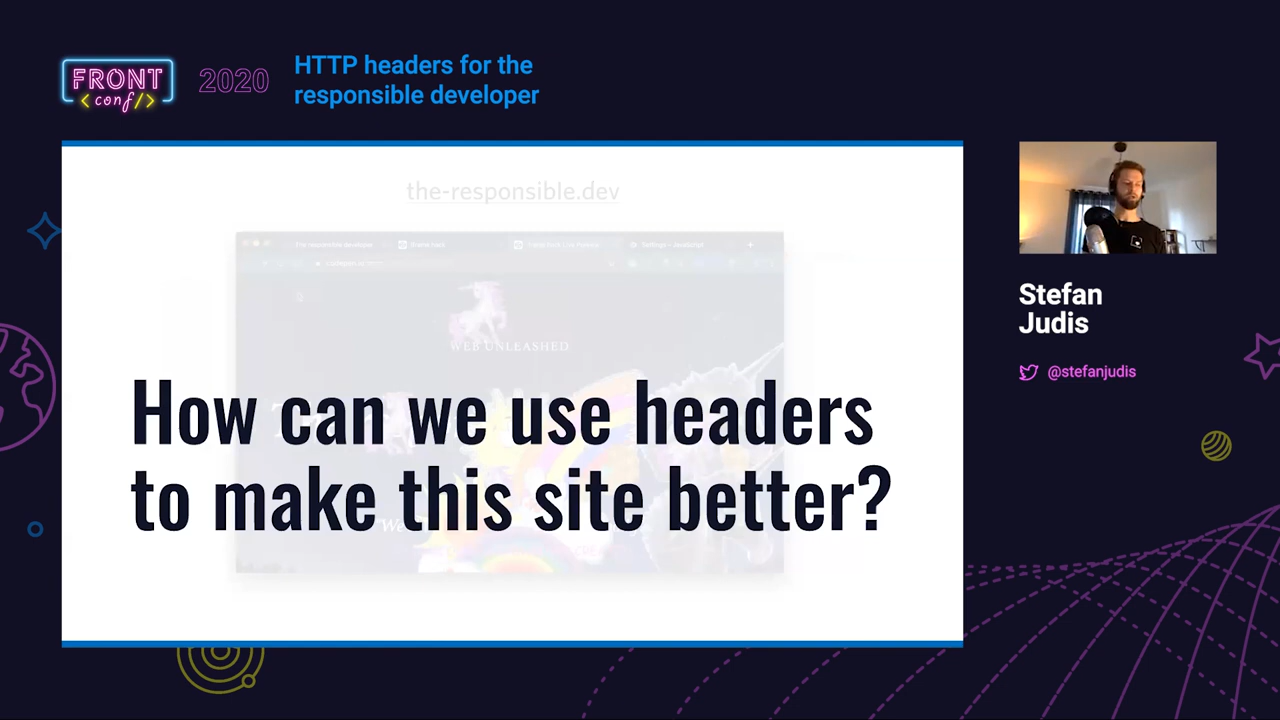 FRONT
<conf/>
2020
HTTP headers for the
responsible developer
the-responsible.dev
WEB UNLEASHED
How can we use headers
to make this site better?
Stefan
Judis
@stefanjudis